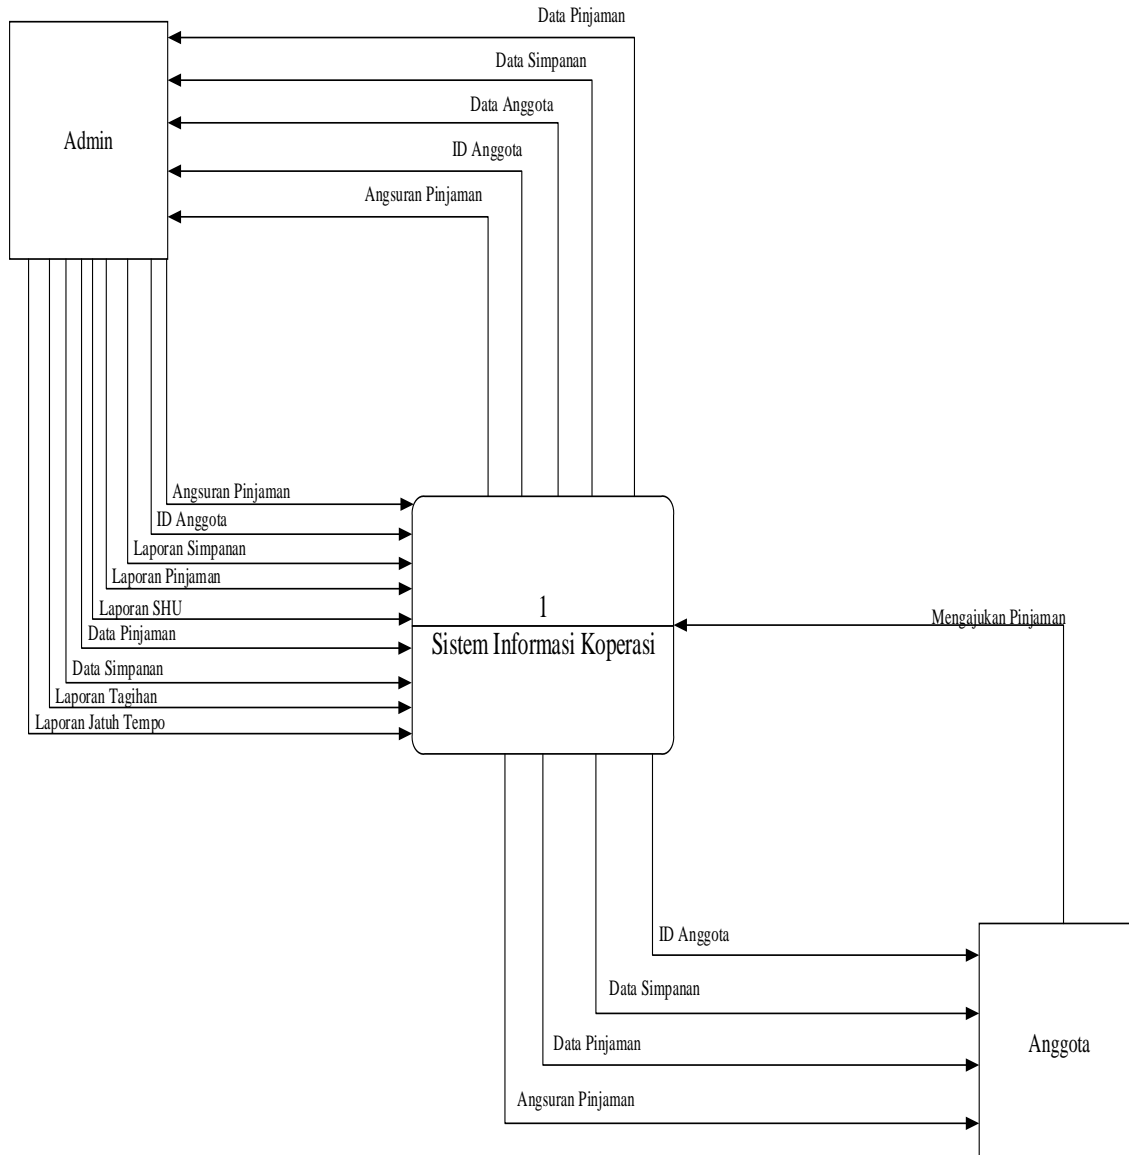 Data Pinjaman
Data Simpanan
Data Anggota
Admin
ID Anggota
Angsuran Pinjaman
Angsuran Pinjaman
ID Anggota
Laporan Simpanan
Laporan Pinjaman
Laporan SHU
Data Pinjaman
Data Simpanan
Laporan Tagihan
Laporan Jatuh Tempo
1
Sistem Informasi Koperasi
Mengajukan Pinjaman
ID Anggota
Data Simpanan
Data Pinjaman
Angsuran Pinjaman
Anggota